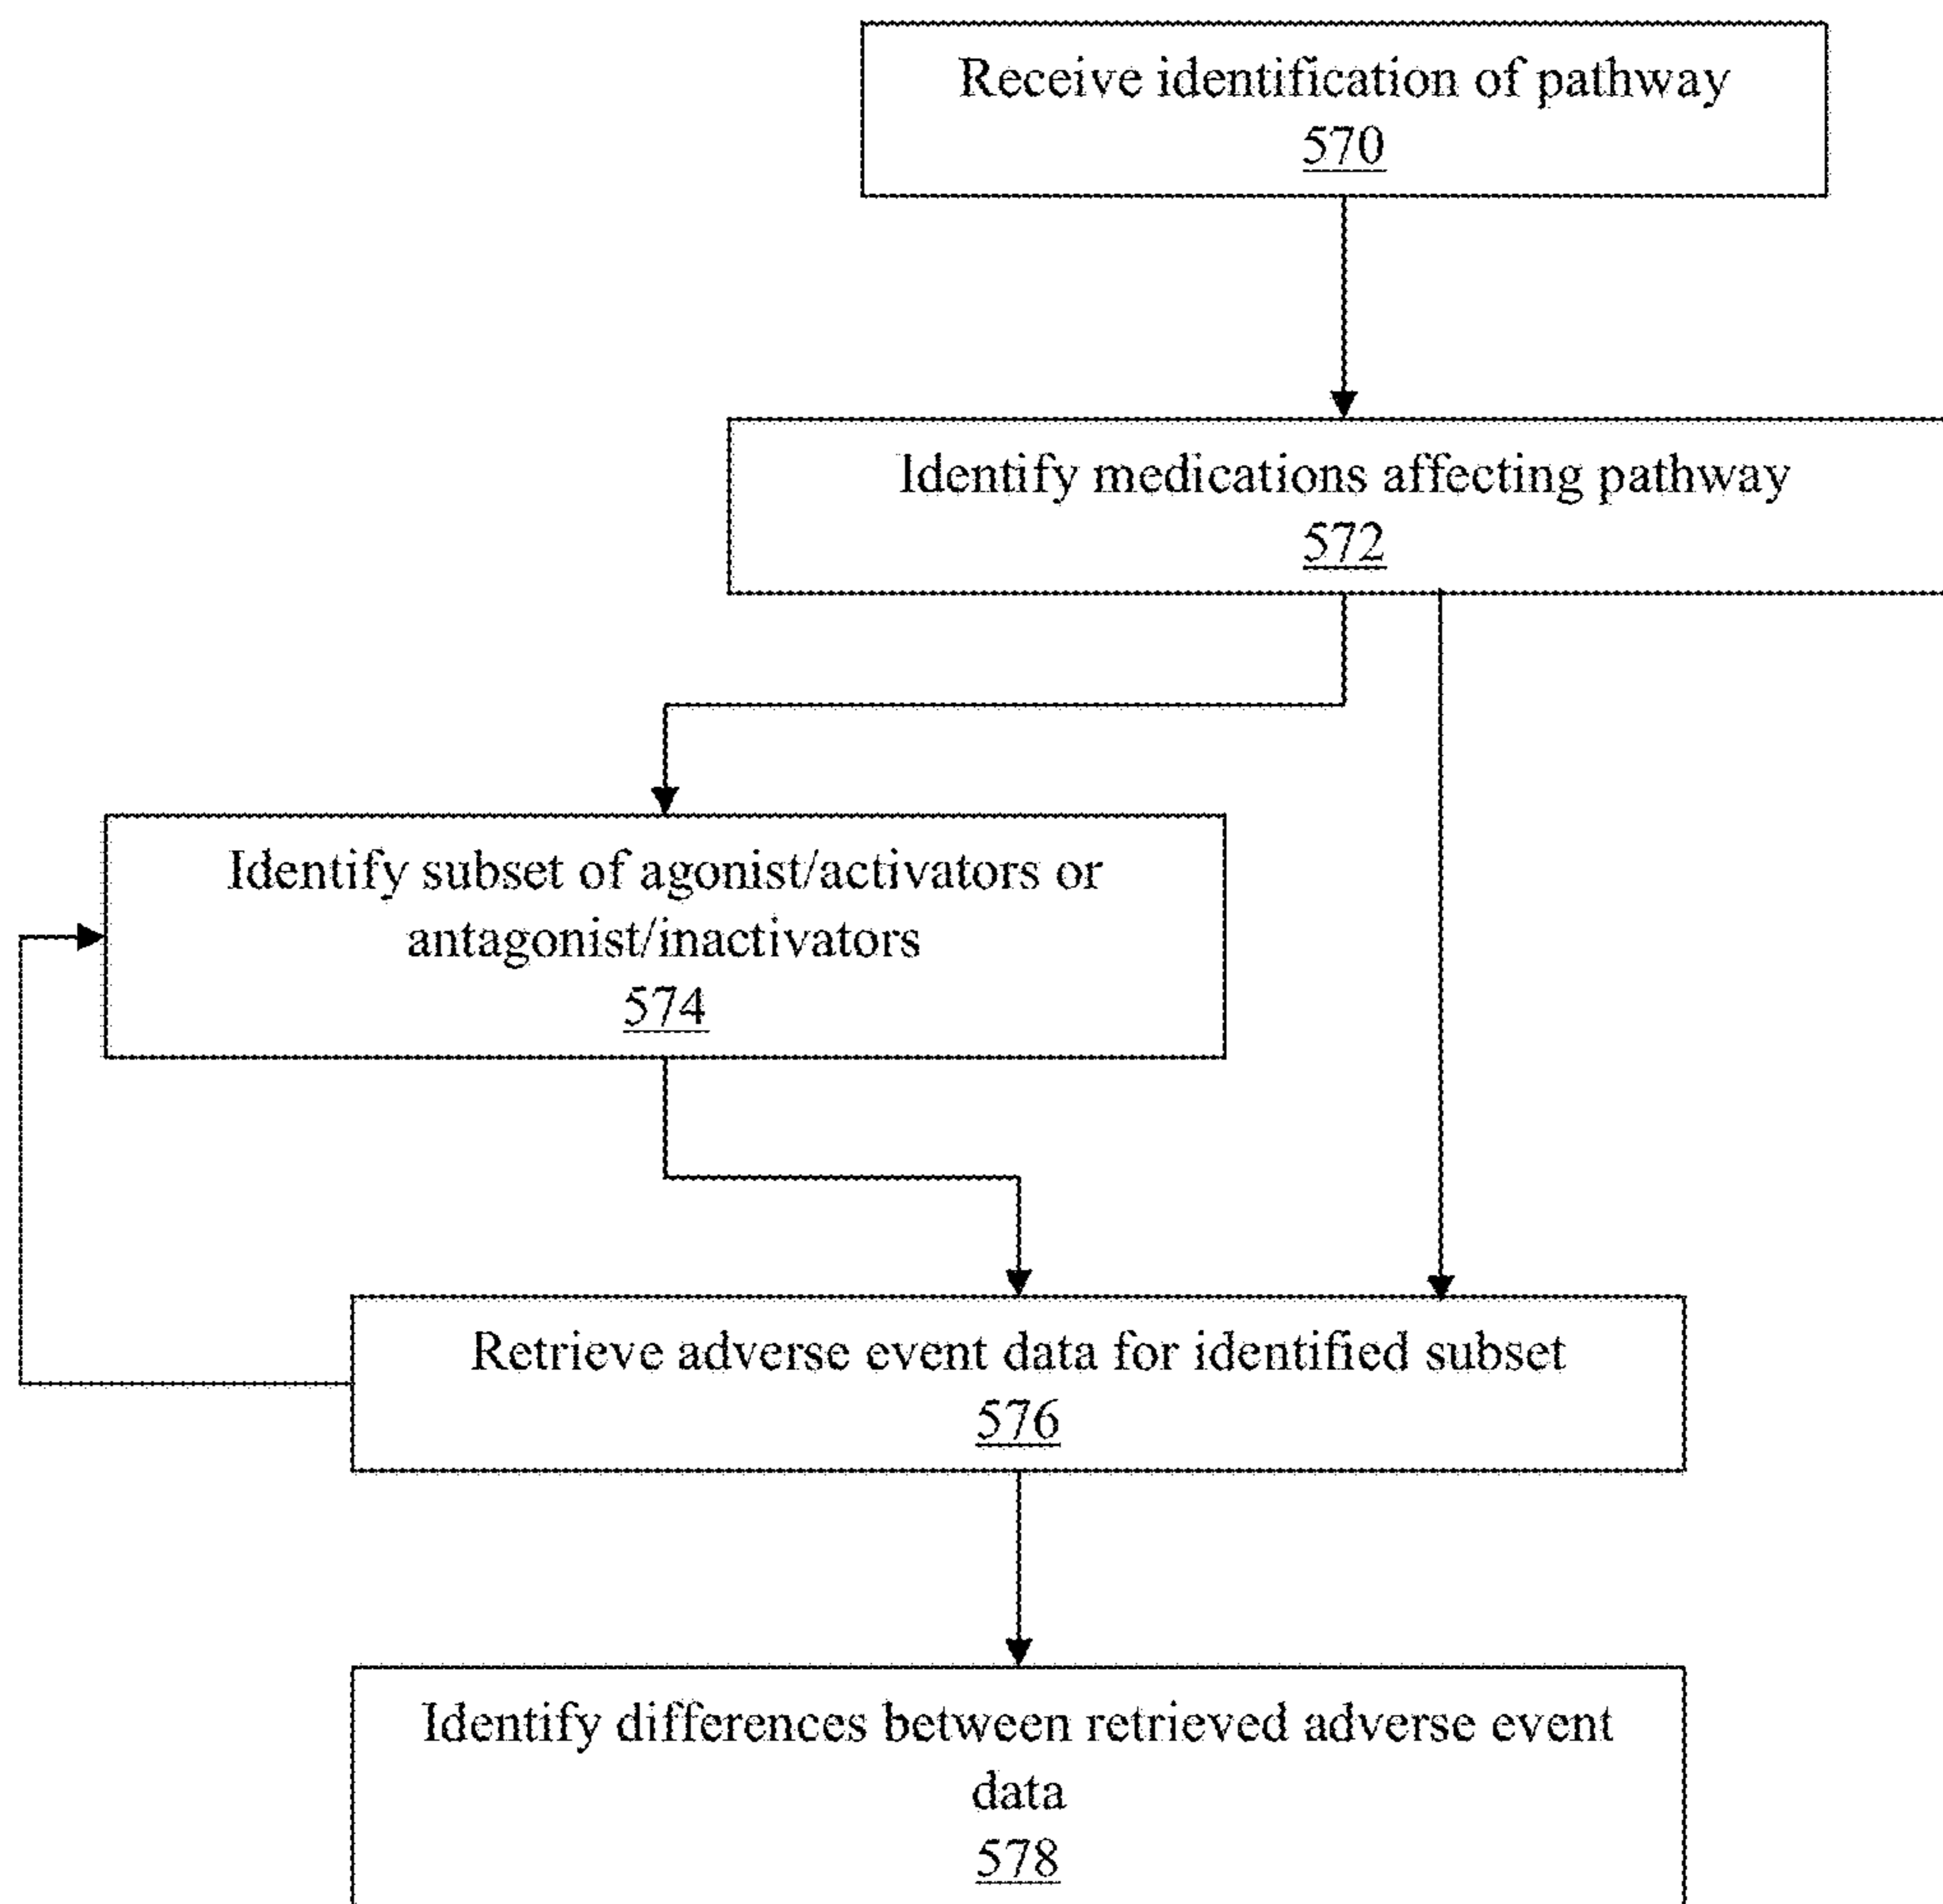 Receive identification of pathway
570
Identify medications affecting pathway
572
Identify subset of agonist/activators or
antagonist/inactivators
574
Retrieve adverse event data for identified subset
576
Identify differences between retrieved adverse event
data
578